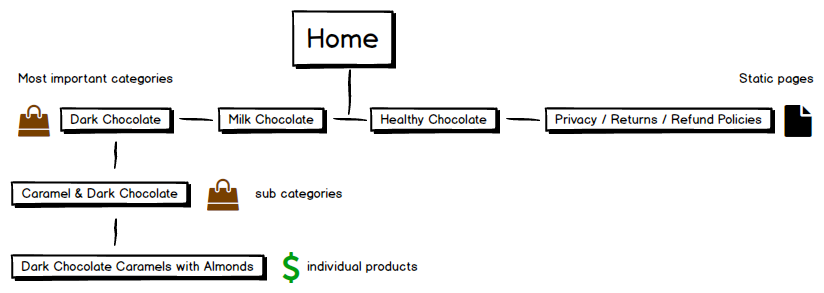 Home
Most important categories
Static pages
Dark Chocolate
Milk Chocolate
Healthy Chocolate
Privacy / Returns / Refund Policies
Caramel & Dark Chocolate
sub categories
Dark Chocolate Caramels with Almonds
$ individual products